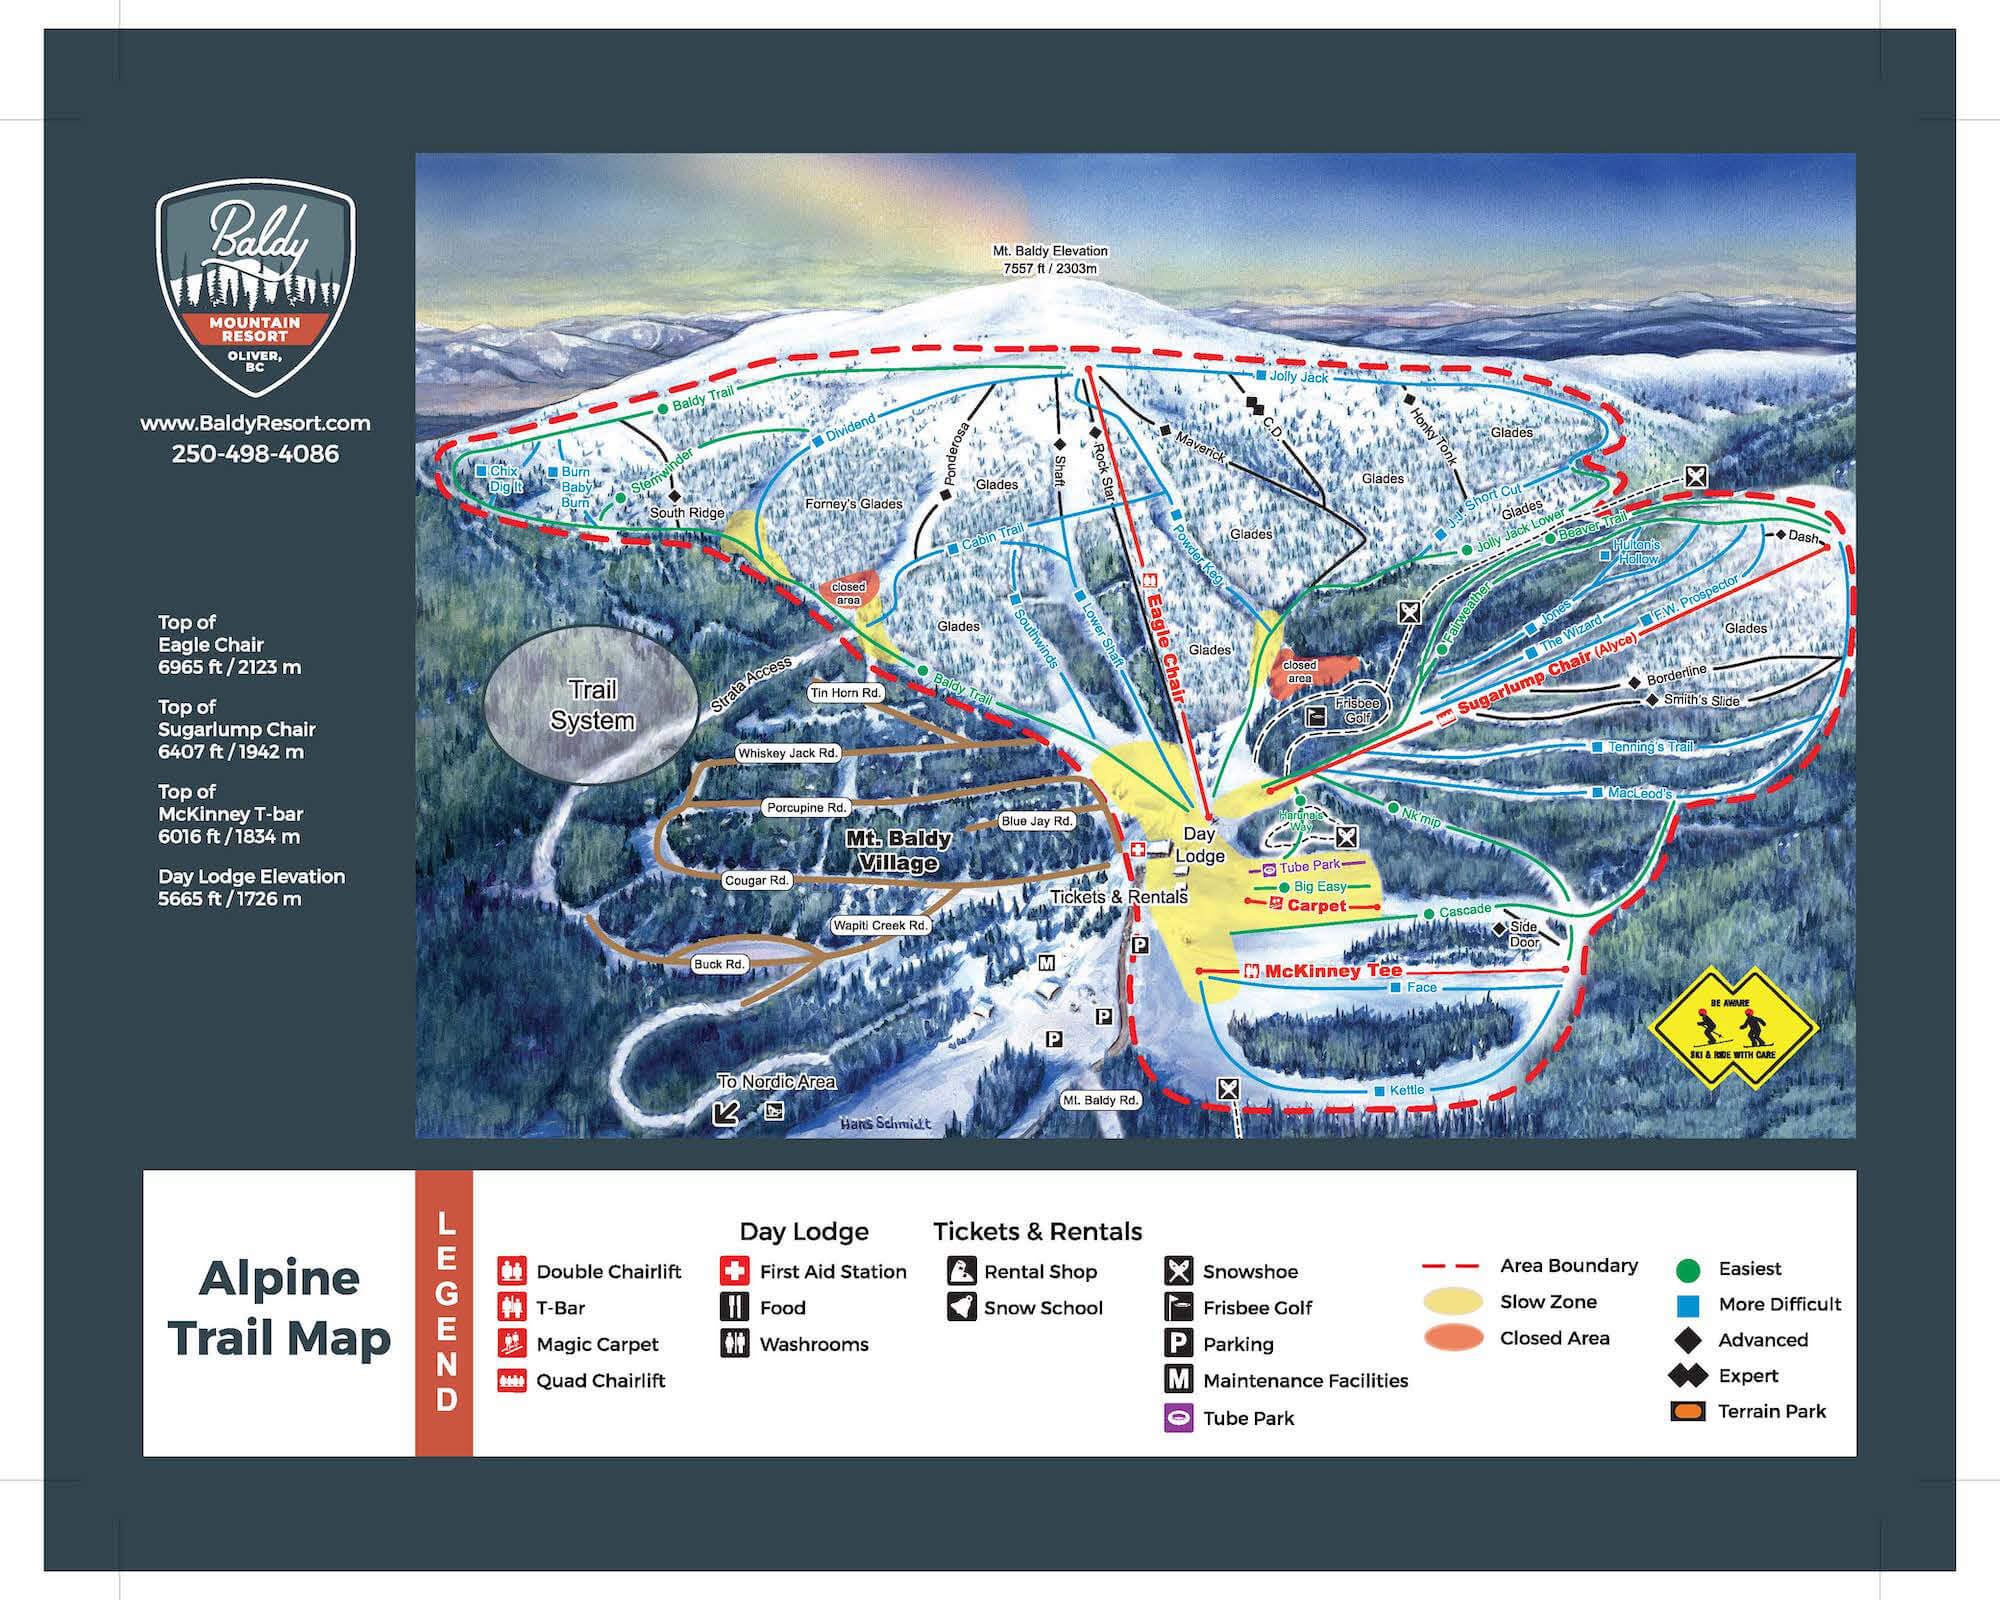 Baldy
MOUNTAIN
RESORT
OLIVER,
BC
www.BaldyResort.com
250-498-4086
Top of
Eagle Chair
6965 ft / 2123 m
Top of
Sugarlump Chair
6407 ft / 1942 m
Top of
McKinney T-bar
6016 ft / 1834 m
Day Lodge Elevation
5665 ft / 1726 m
Mt. Baldy Elevation
7557 ft / 2303m
Baldy Trail
Jolly Jack
Dividend
Ponderosa
Shaft
Rock Star
Maverick
C.D
Honky Tonk
Glades
Chix
Dig It
Burn
Baby
Burn
Stemwinder
South Ridge
Forney's Glades
Glades
Glades
J.J. Short Cut
Glades
Jolly Jack Lower
Beaver Trail
Cabin Trail
Powder Keg
Glades
Dash
Hulton's
Hollow
closed
area
Glades
Southwinds
Lower Shaft
Eagle Chair
Glades
closed
area
Fairweather
Jones
The Wizard
F.W. Prospector
Sugarlump Chair (Alyce)
Glades
Borderline
Smith's Slide
Frisbee
Golf
Tenning's Trail
MacLeod's
Nk'mip
Trail
System
Strata Access
Baldy Trail
Tin Horn Rd.
Whiskey Jack Rd.
Porcupine Rd.
Blue Jay Rd.
Mt. Baldy
Village
Cougar Rd.
Wapiti Creek Rd.
Buck Rd.
Day
Lodge
Tickets & Rentals
Haruna's
Way
Tube Park
Big Easy
Carpet
Cascade
Side
Door
McKinney Tee
Face
Kettle
P
M
P
P
Mt. Baldy Rd.
To Nordic Area
Hans Schmidt
BE AWARE
SKI & RIDE WITH CARE
Alpine
Trail Map
LEGEND
Double Chairlift
T-Bar
Magic Carpet
Quad Chairlift
Day Lodge
First Aid Station
Food
Washrooms
Tickets & Rentals
Rental Shop
Snow School
Snowshoe
Frisbee Golf
P Parking
M Maintenance Facilities
Tube Park
Area Boundary
Slow Zone
Closed Area
Easiest
More Difficult
Advanced
Expert
Terrain Park